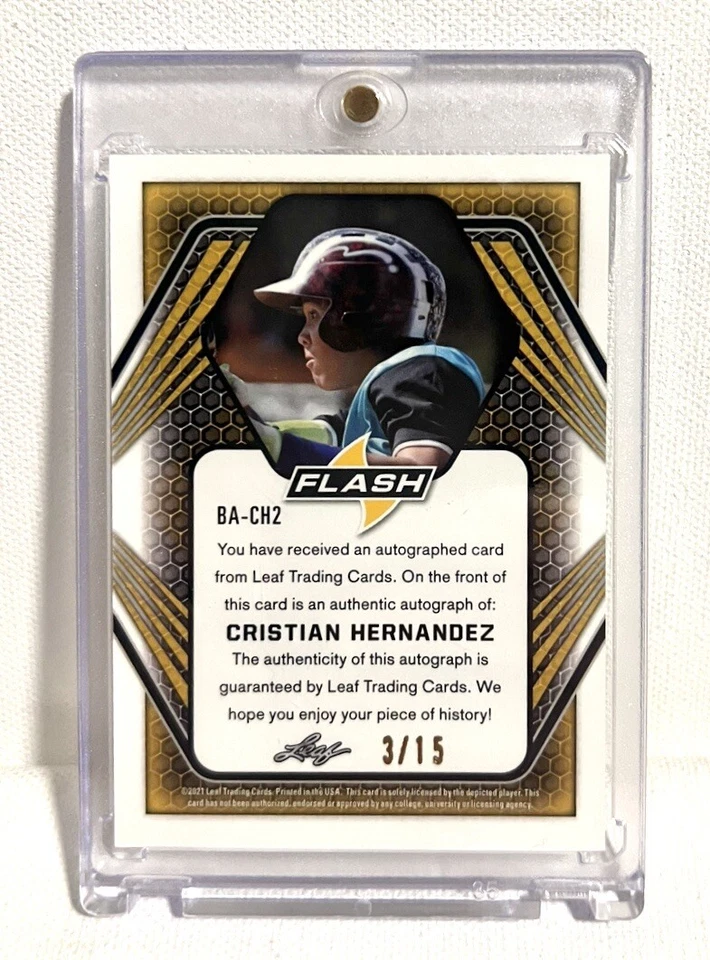 FLASH
BA-CH2
You have received an autographed card
from Leaf Trading Cards. On the front of
this card is an authentic autograph of:
CRISTIAN HERNANDEZ
The authenticity of this autograph is
guaranteed by Leaf Trading Cards. We
hope you enjoy your piece of history!
Leaf 3/15
©2021 Leaf Trading Cards. Printed in the USA. This card is solely licensed by the depicted player. This
card has not been authorized, endorsed or approved by any college, university or licensing agency.
35